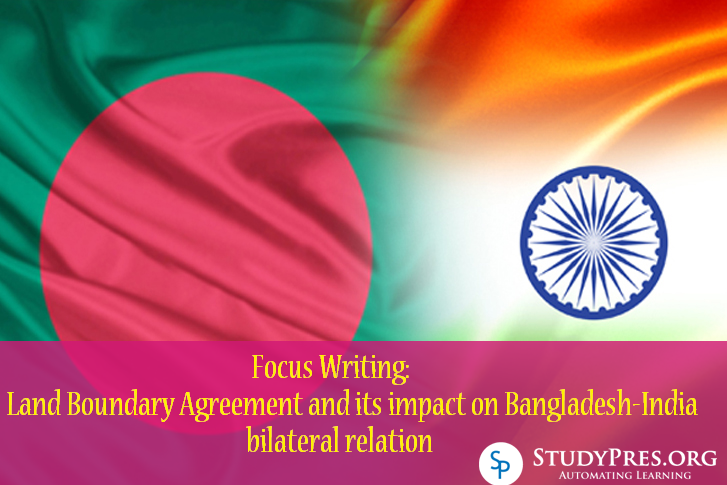 Focus Writing:
Land Boundary Agreement and its impact on Bangladesh-India
bilateral relation
SP
StudyPres.org
Automating Learning